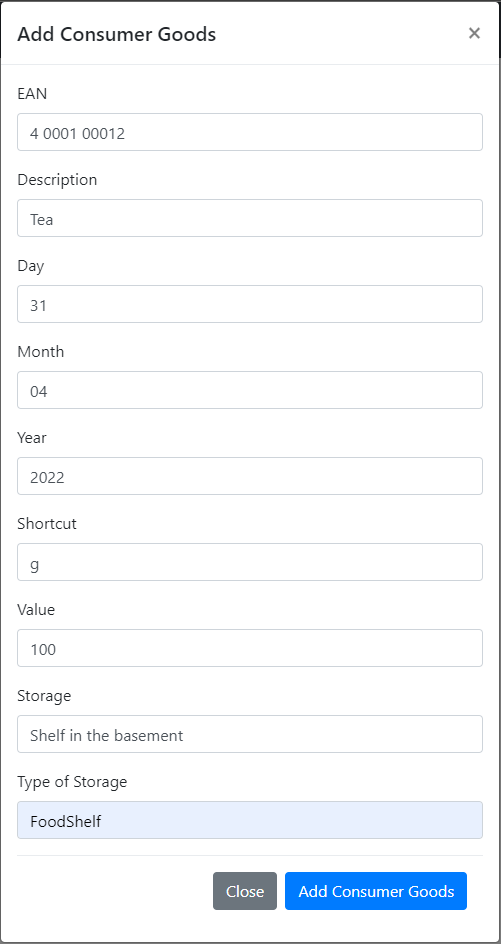 Add Consumer Goods ×
EAN
4 0001 00012
Description
Tea
Day
31
Month
04
Year
2022
Shortcut
g
Value
100
Storage
Shelf in the basement
Type of Storage
FoodShelf
Close Add Consumer Goods